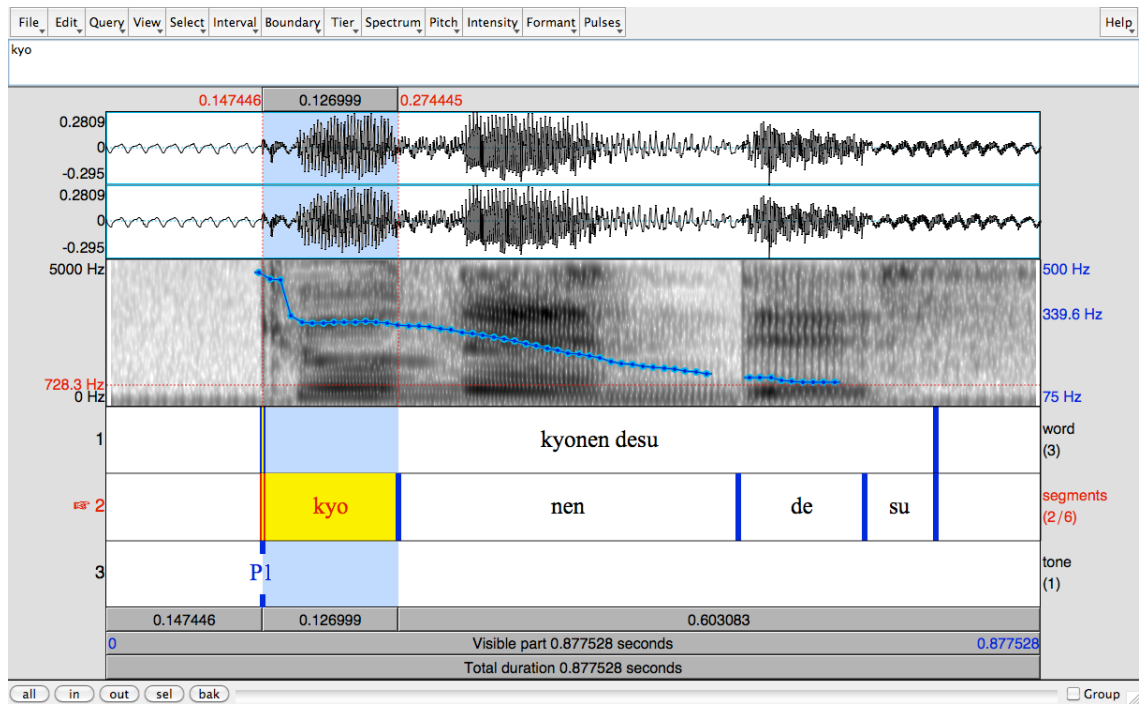 File Edit Query View Select Interval Boundary Tier Spectrum Pitch Intensity Formant Pulses Help
kyo
0.147446 0.126999 0.274445
0.2809
0
-0.295
0.2809
0
-0.295
5000 Hz 500 Hz
339.6 Hz
728.3 Hz
0 Hz 75 Hz
1 kyonen desu word
(3)
2 kyo nen de su segments
(2/6)
3 P1 tone
(1)
0.147446 0.126999 0.603083
0 Visible part 0.877528 seconds 0.877528
Total duration 0.877528 seconds
all in out sel bak Group